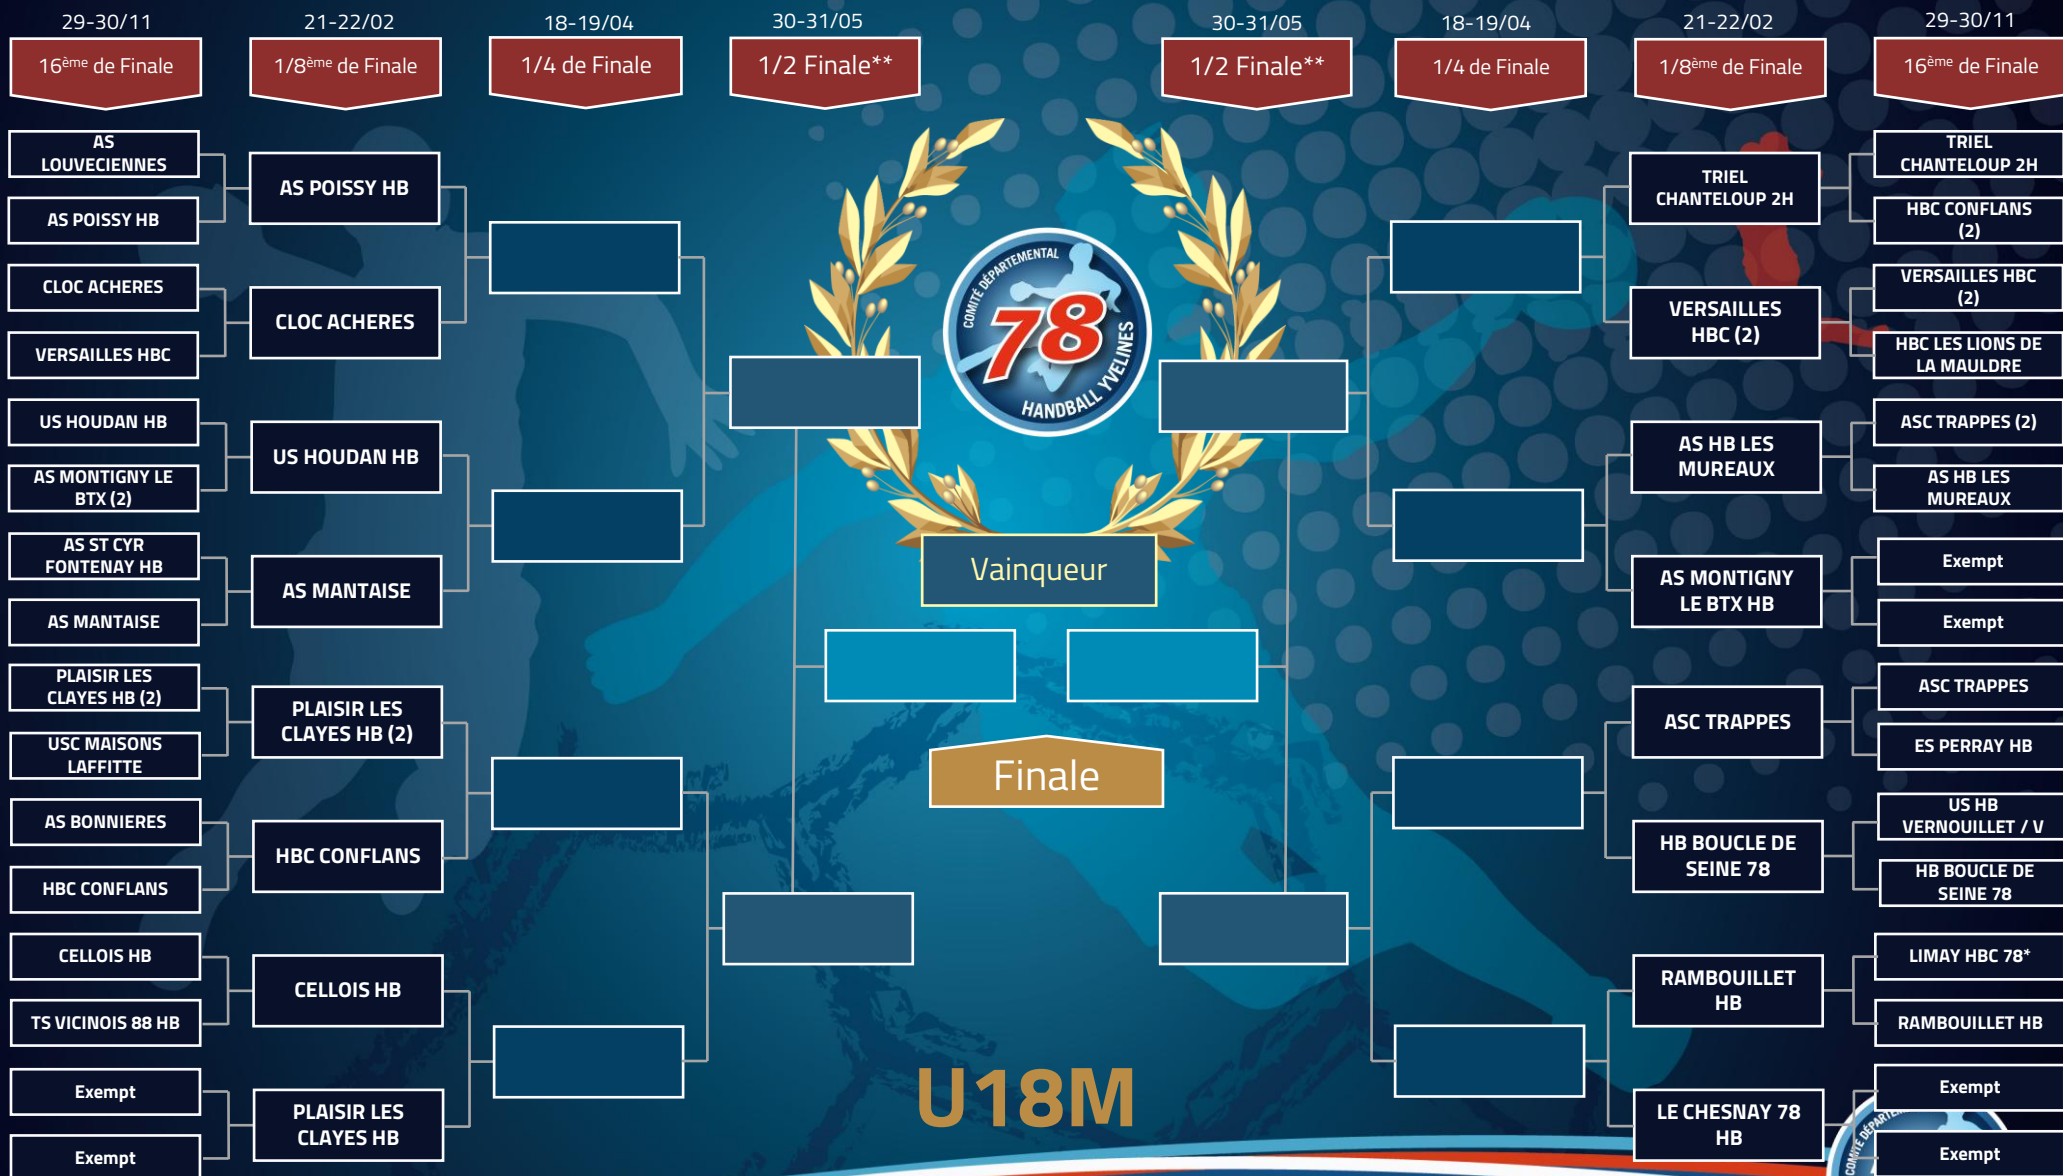 29-30/11
21-22/02
18-19/04
30-31/05
30-31/05
18-19/04
21-22/02
29-30/11
16ème de Finale
1/8ème de Finale
1/4 de Finale
1/2 Finale**
1/2 Finale**
1/4 de Finale
1/8ème de Finale
16ème de Finale
AS
LOUVECIENNES
AS POISSY HB
CLOC ACHERES
VERSAILLES HBC
US HOUDAN HB
AS MONTIGNY LE
BTX (2)
AS ST CYR
FONTENAY HB
AS MANTAISE
PLAISIR LES
CLAYES HB (2)
USC MAISONS
LAFFITTE
AS BONNIERES
HBC CONFLANS
CELLOIS HB
TS VICINOIS 88 HB
Exempt
Exempt
AS POISSY HB
CLOC ACHERES
US HOUDAN HB
AS MANTAISE
PLAISIR LES
CLAYES HB (2)
HBC CONFLANS
CELLOIS HB
PLAISIR LES
CLAYES HB
COMITÉ DÉPARTEMENTAL
78
HANDBALL YVELINES
Vainqueur
Finale
U18M
TRIEL
CHANTELOUP 2H
VERSAILLES
HBC (2)
AS HB LES
MUREAUX
AS MONTIGNY
LE BTX HB
ASC TRAPPES
HB BOUCLE DE
SEINE 78
RAMBOUILLET
HB
LE CHESNAY 78
HB
TRIEL
CHANTELOUP 2H
HBC CONFLANS
(2)
VERSAILLES HBC
(2)
HBC LES LIONS DE
LA MAULDRE
ASC TRAPPES (2)
AS HB LES
MUREAUX
Exempt
Exempt
ASC TRAPPES
ES PERRAY HB
US HB
VERNOUILLET / V
HB BOUCLE DE
SEINE 78
LIMAY HBC 78*
RAMBOUILLET HB
Exempt
Exempt